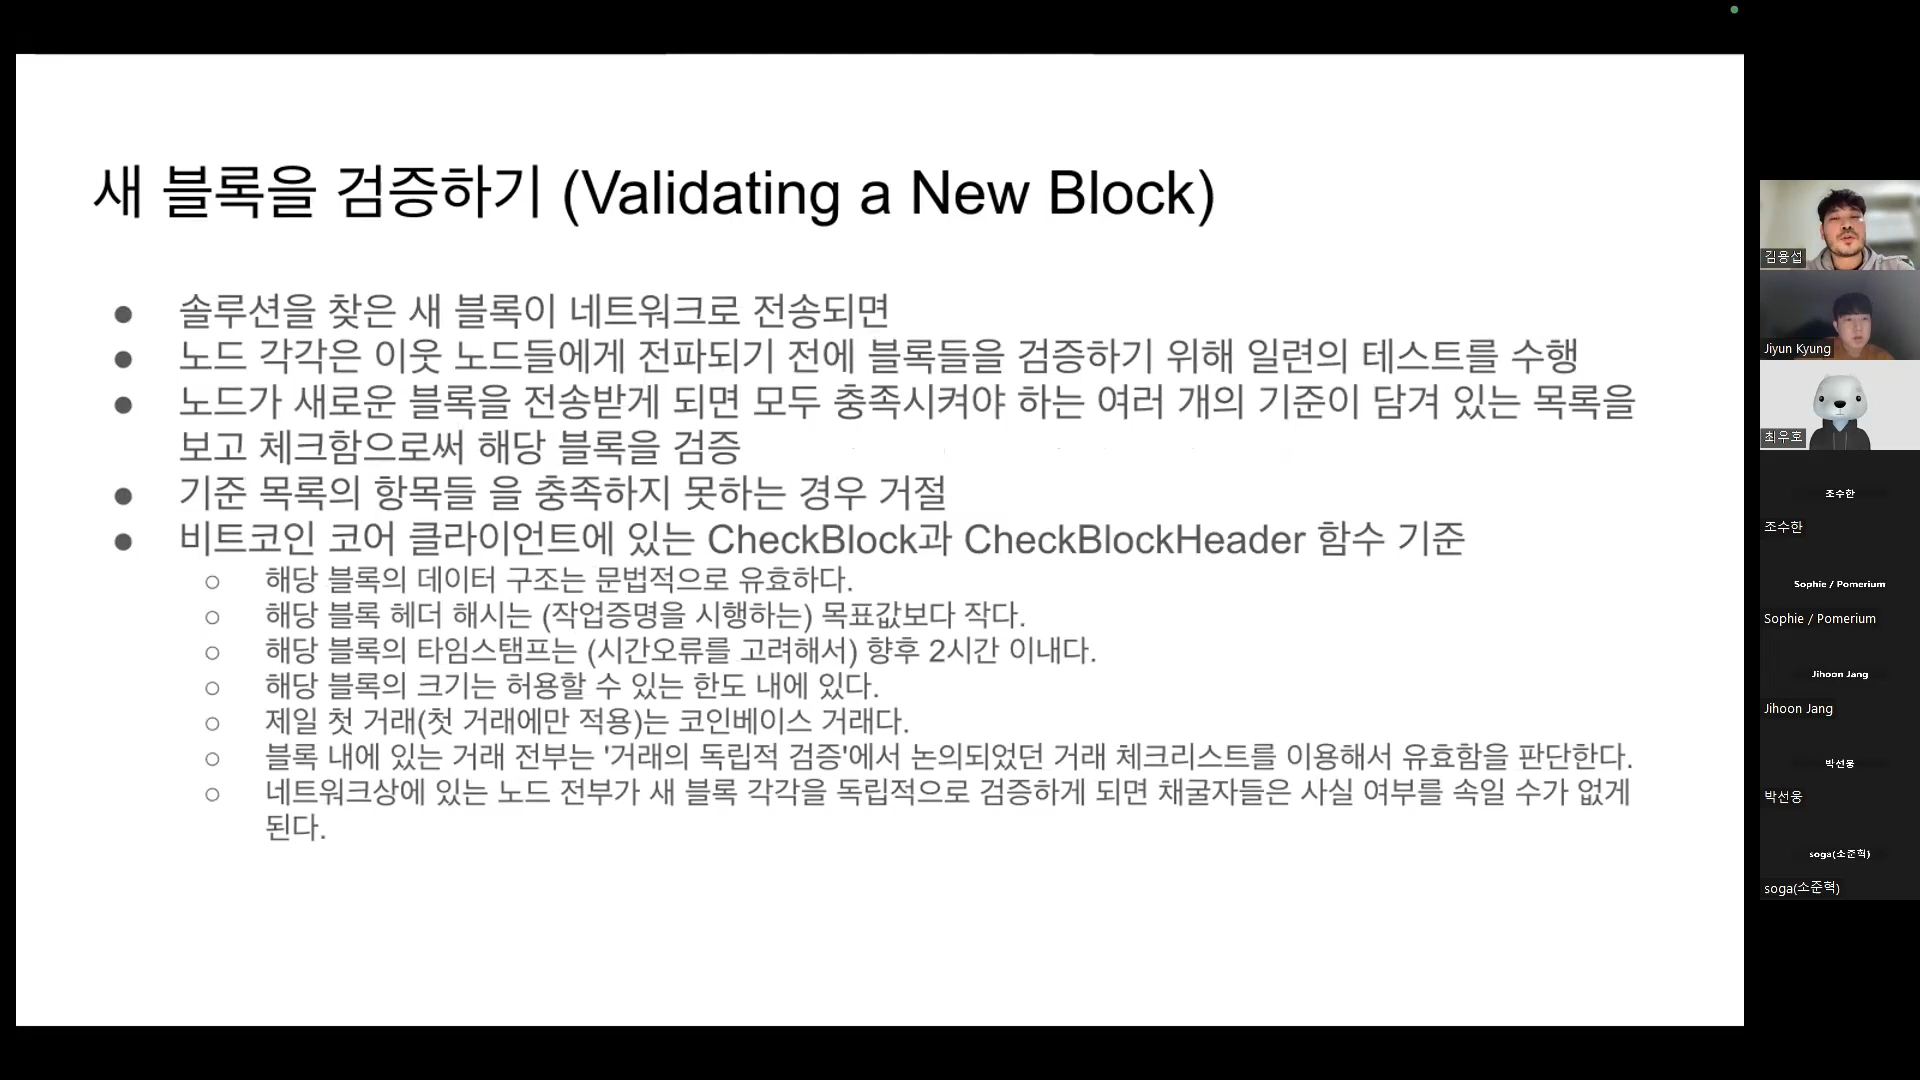 새 블록을 검증하기 (Validating a New Block)
● 솔루션을 찾은 새 블록이 네트워크로 전송되면
● 노드 각각은 이웃 노드들에게 전파되기 전에 블록들을 검증하기 위해 일련의 테스트를 수행
● 노드가 새로운 블록을 전송받게 되면 모두 충족시켜야 하는 여러 개의 기준이 담겨 있는 목록을
보고 체크함으로써 해당 블록을 검증
● 기준 목록의 항목들 을 충족하지 못하는 경우 거절
● 비트코인 코어 클라이언트에 있는 CheckBlock과 CheckBlockHeader 함수 기준
○ 해당 블록의 데이터 구조는 문법적으로 유효하다.
○ 해당 블록 헤더 해시는 (작업증명을 시행하는) 목표값보다 작다.
○ 해당 블록의 타임스탬프는 (시간오류를 고려해서) 향후 2시간 이내다.
○ 해당 블록의 크기는 허용할 수 있는 한도 내에 있다.
○ 제일 첫 거래(첫 거래에만 적용)는 코인베이스 거래다.
○ 블록 내에 있는 거래 전부는 '거래의 독립적 검증'에서 논의되었던 거래 체크리스트를 이용해서 유효함을 판단한다.
○ 네트워크상에 있는 노드 전부가 새 블록 각각을 독립적으로 검증하게 되면 채굴자들은 사실 여부를 속일 수가 없게
된다.
김용섭
Jiyun Kyung
최우호
조수한
조수한
Sophie / Pomerium
Sophie / Pomerium
Jihoon Jang
Jihoon Jang
박선웅
박선웅
soga(소준혁)
soga(소준혁)